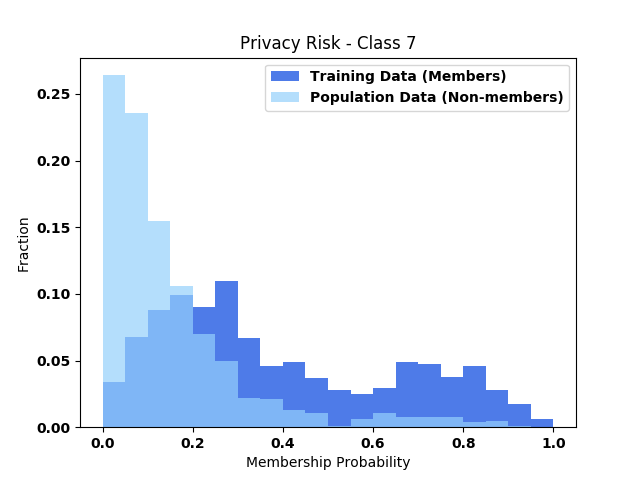 Privacy Risk - Class 7
Training Data (Members)
Population Data (Non-members)
Fraction
0.25
0.20
0.15
0.10
0.05
0.00
0.0 0.2 0.4 0.6 0.8 1.0
Membership Probability